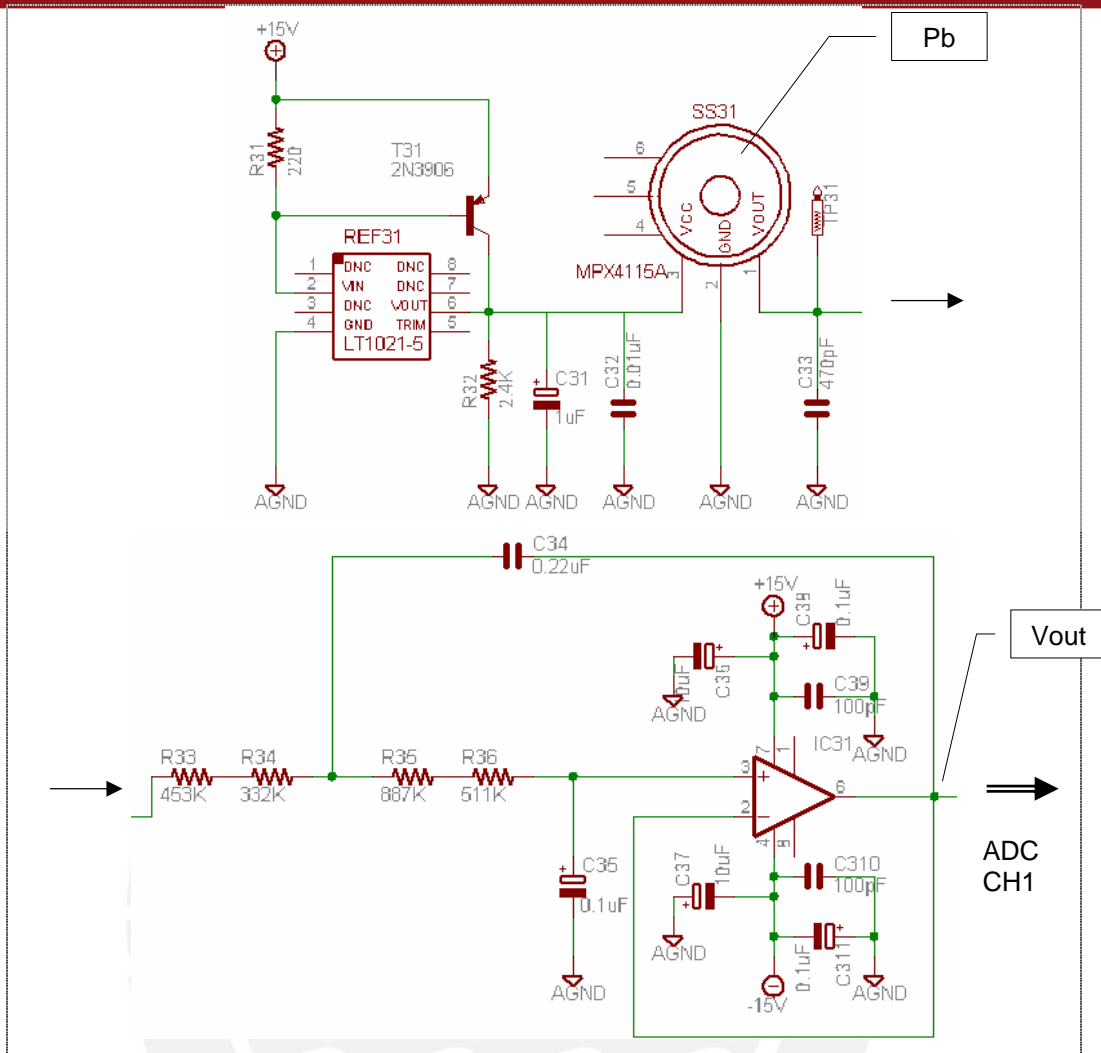 +15V
Pb
SS31
R31
220
T31
2N3906
6
5
4
VCC
GND
VOUT
TP31
REF31
1 DNC DNC 8
2 VIN DNC 7
3 DNC VOUT 6
4 GND TRIM 5
LT1021-5
MPX4115A
3
2
1
R32
2.4K
C31
1uF
C32
0.01uF
C33
470pF
AGND
AGND
AGND
AGND
AGND
AGND
C34
0.22uF
+15V
C38
0.1uF
Vout
10uF
C36
AGND
C39
100pF
AGND
IC31
R33
453K
R34
332K
R35
887K
R36
511K
3
2
7
1
6
4
8
ADC
CH1
C35
0.1uF
AGND
C37
10uF
AGND
C310
100pF
0.1uF
C311
AGND
-15V